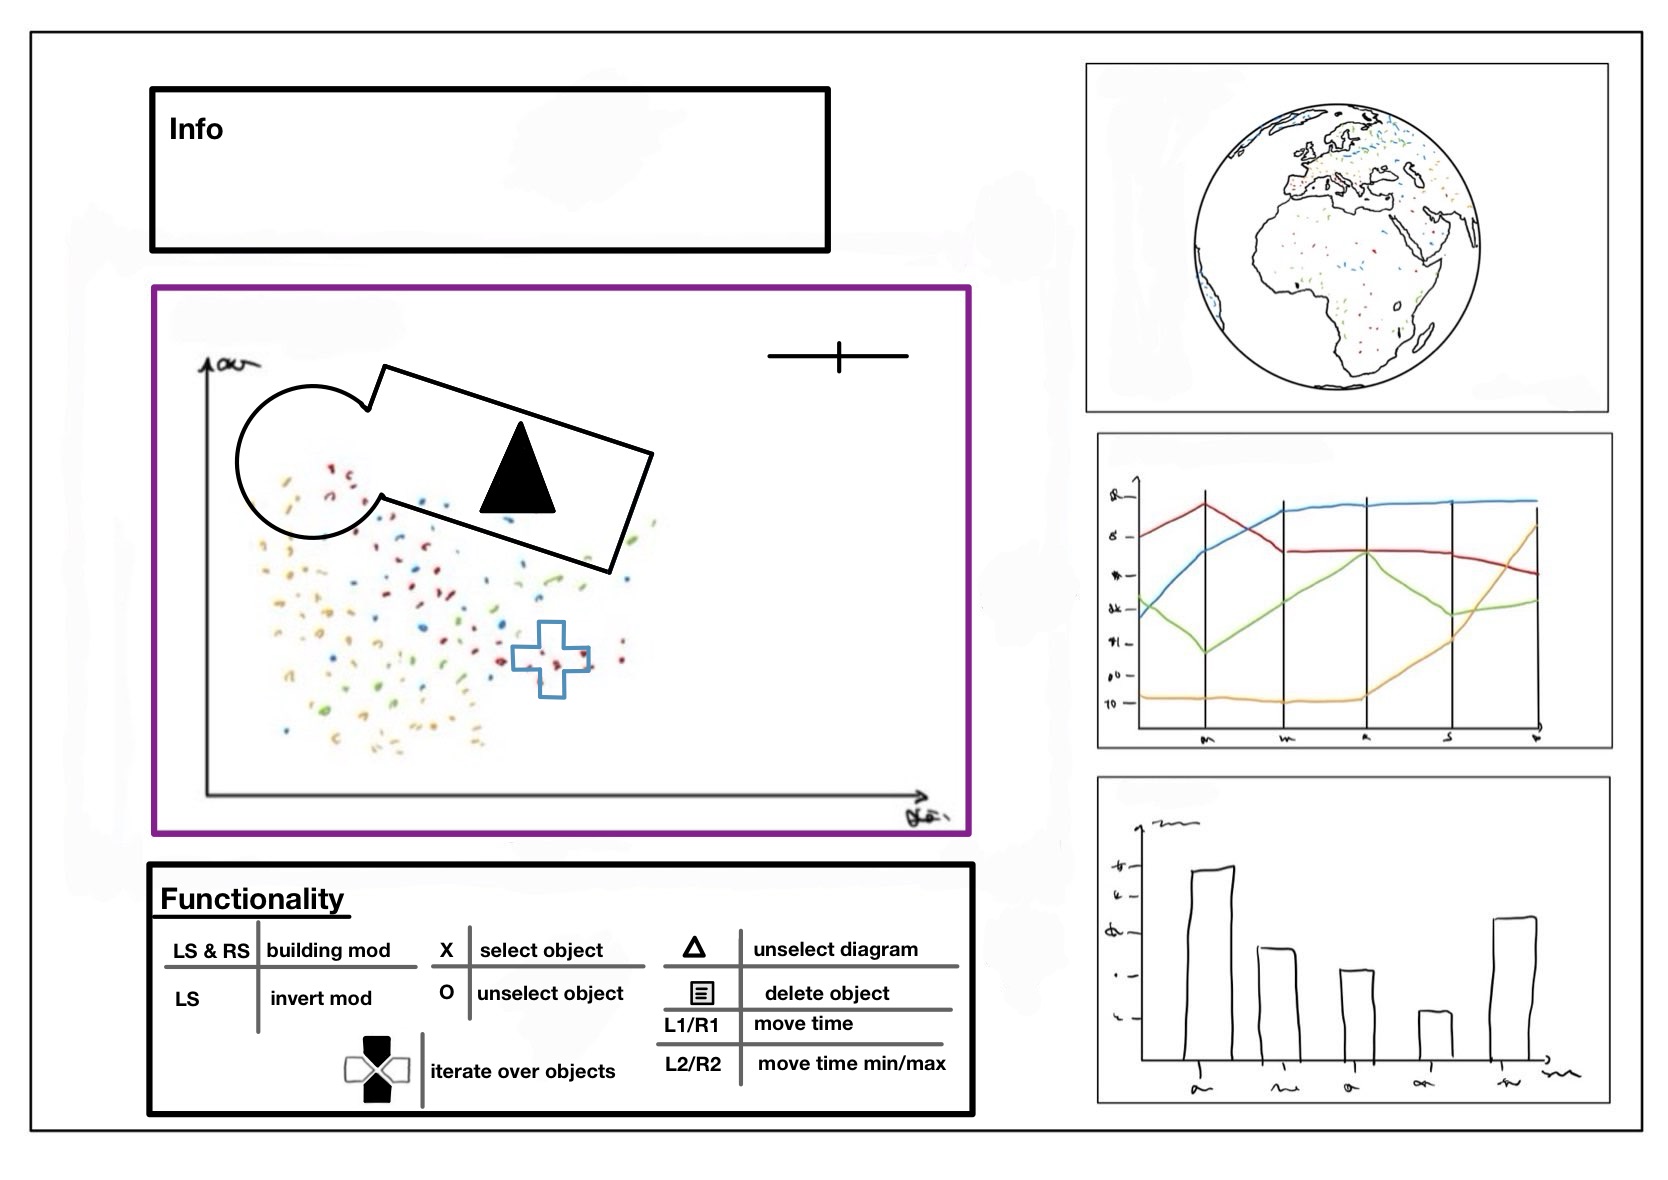 Info
Functionality
LS & RS building mod
LS invert mod
X select object
O unselect object
iterate over objects
unselect diagram
delete object
L1/R1 move time
L2/R2 move time min/max